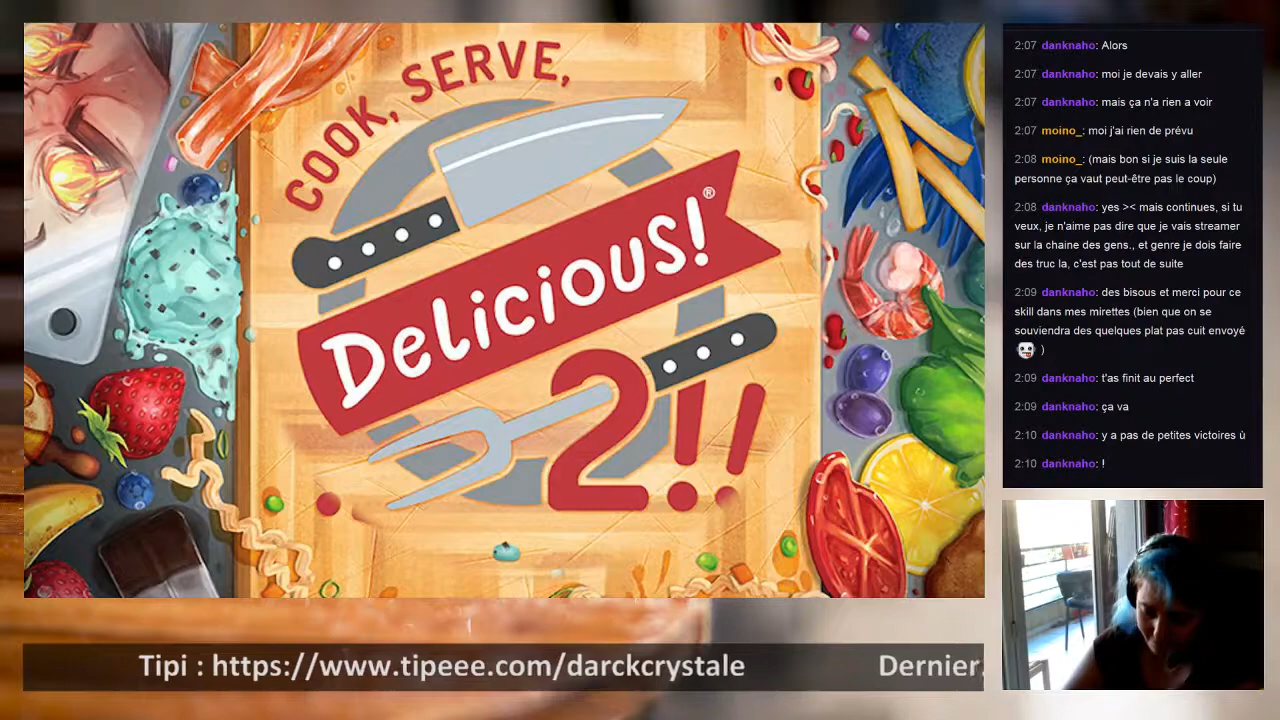 COOK, SERVE,
DeLiciouS!®
2!!
2:07 danknaho: Alors
2:07 danknaho: moi je devais y aller
2:07 danknaho: mais ça n'a rien a voir
2:07 moino_: moi j'ai rien de prévu
2:08 moino_: (mais bon si je suis la seule
personne ça vaut peut-être pas le coup)
2:08 danknaho: yes >< mais continues, si tu
veux, je n'aime pas dire que je vais streamer
sur la chaine des gens., et genre je dois faire
des truc la, c'est pas tout de suite
2:09 danknaho: des bisous et merci pour ce
skill dans mes mirettes (bien que on se
souviendra des quelques plat pas cuit envoyé
)
2:09 danknaho: t'as finit au perfect
2:09 danknaho: ça va
2:10 danknaho: y a pas de petites victoires ù
2:10 danknaho: !
Tipi : https://www.tipeee.com/darckcrystale
Dernier